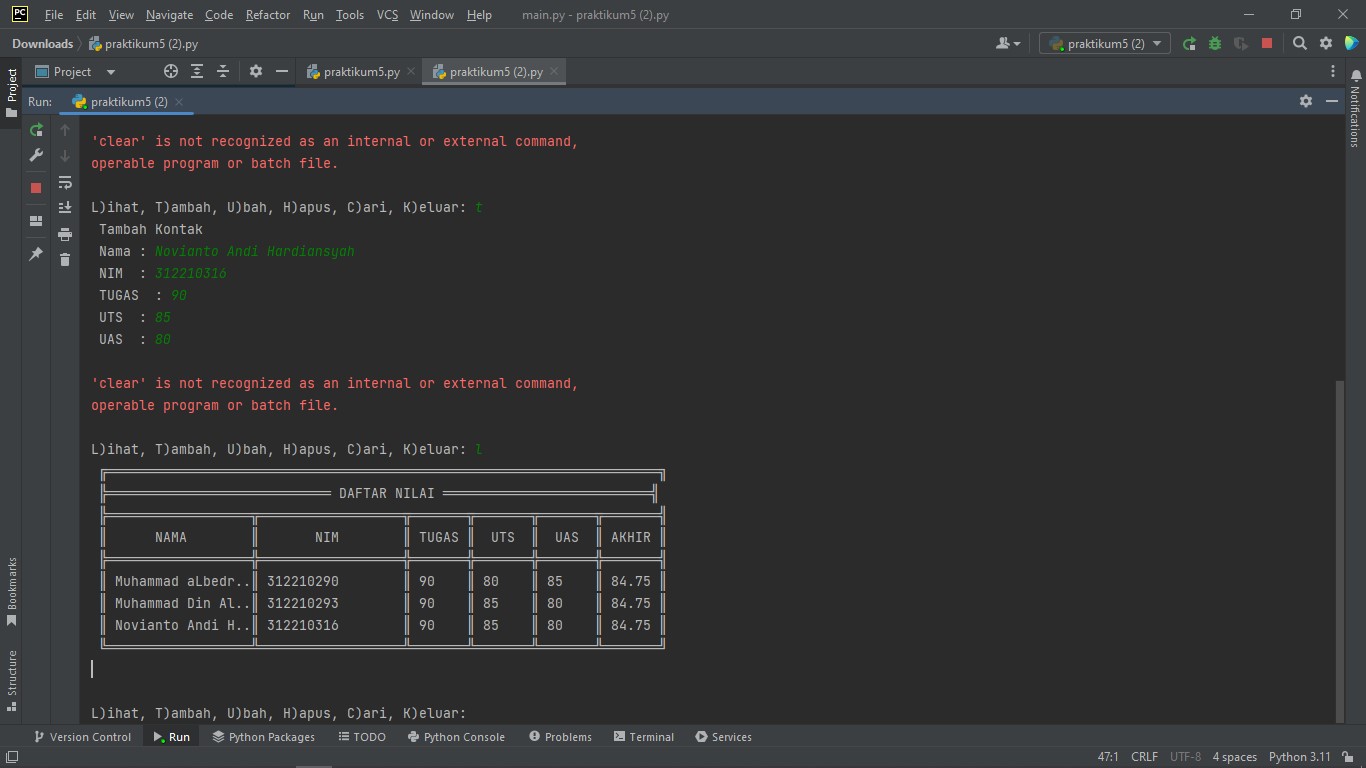 PC File Edit View Navigate Code Refactor Run Tools VCS Window Help main.py - praktikum5 (2).py
Downloads praktikum5 (2).py praktikum5 (2)
Project praktikum5.py praktikum5 (2).py
Project
Run: praktikum5 (2)
Notifications
'clear' is not recognized as an internal or external command,
operable program or batch file.
L)ihat, T)ambah, U)bah, H)apus, C)ari, K)eluar: t
Tambah Kontak
Nama : Novianto Andi Hardiansyah
NIM : 312210316
TUGAS : 90
UTS : 85
UAS : 80
'clear' is not recognized as an internal or external command,
operable program or batch file.
L)ihat, T)ambah, U)bah, H)apus, C)ari, K)eluar: l
DAFTAR NILAI
NAMA NIM TUGAS UTS UAS AKHIR
Muhammad aLbedr.. 312210290 90 80 85 84.75
Muhammad Din Al.. 312210293 90 85 80 84.75
Novianto Andi H.. 312210316 90 85 80 84.75
L)ihat, T)ambah, U)bah, H)apus, C)ari, K)eluar:
Bookmarks
Structure
Version Control Run Python Packages TODO Python Console Problems Terminal Services
47:1 CRLF UTF-8 4 spaces Python 3.11